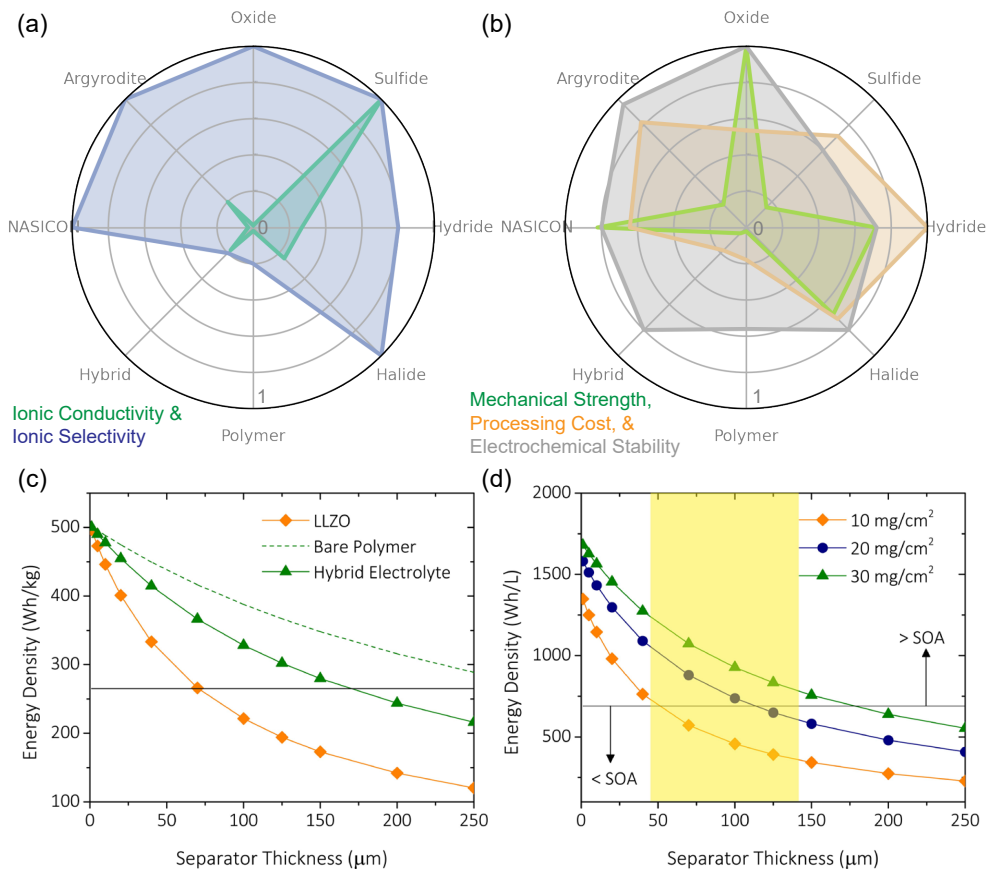 (a)
Oxide
Argyrodite
Sulfide
NASICON
0
Hydride
Hybrid
Halide
1
Polymer
Ionic Conductivity &
Ionic Selectivity
(b)
Oxide
Argyrodite
Sulfide
NASICON
0
Hydride
Hybrid
Halide
1
Polymer
Mechanical Strength,
Processing Cost, &
Electrochemical Stability
(c)
Energy Density (Wh/kg)
500
400
300
200
100
LLZO
Bare Polymer
Hybrid Electrolyte
0 50 100 150 200 250
Separator Thickness (μm)
(d)
Energy Density (Wh/L)
2000
1500
1000
500
10 mg/cm²
20 mg/cm²
30 mg/cm²
> SOA
< SOA
0 50 100 150 200 250
Separator Thickness (μm)